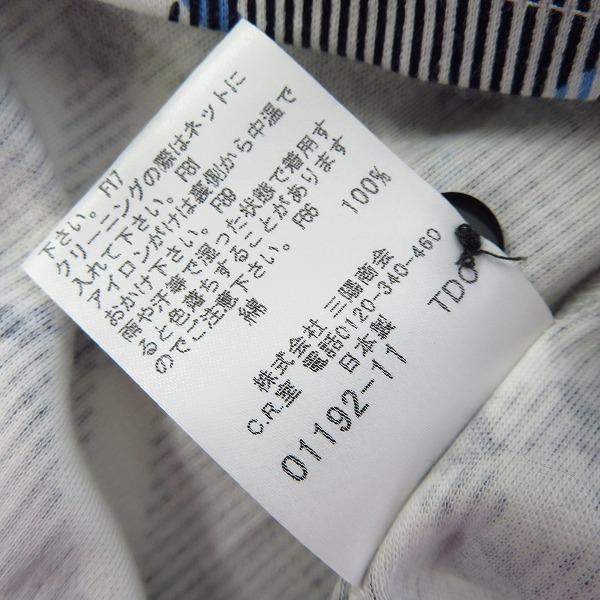 下さい。 F17
クリーニングの際はネットに
入れて下さい。 F81
アイロンがけは裏側から中温で
おかけ下さい。 F89
雨や汗等で湿った状態で着用す
ると色移りすることがあります
のでご注意下さい。 F66
綿 100%
株式会社 三陽商会
C.R.室 電話0120-340-460
日本製 TDO
01192-11